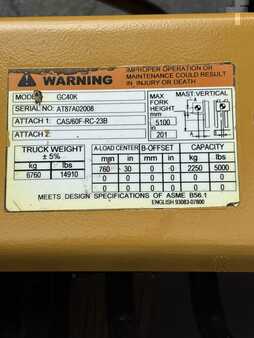 WARNING
IMPROPER OPERATION OR
MAINTENANCE COULD RESULT
IN INJURY OR DEATH
MODEL GC40K
SERIAL AT87A02008
ATTACH 1: CAS/60F-RC-23B
ATTACH 2:
MAX FORK HEIGHT
mm
5100
in
201
MAST. VERTICAL
TRUCK WEIGHT ± 5%
kg lbs
6760 14910
A-LOAD CENTER B-OFFSET CAPACITY
mm in mm in kg lbs
760 30 0 0 2250 5000
0 0 0 0 0 0
0 0 0 0 0 0
MEETS DESIGN SPECIFICATIONS OF ASME B56.1
ENGLISH 93083-07800